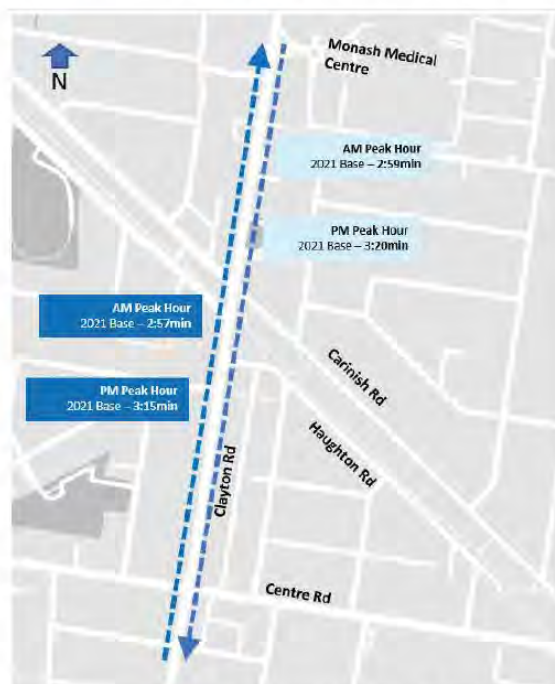 N
Monash Medical
Centre
AM Peak Hour
2021 Base – 2:59min
PM Peak Hour
2021 Base – 3:20min
AM Peak Hour
2021 Base – 2:57min
PM Peak Hour
2021 Base – 3:15min
Carinish Rd
Haughton Rd
Clayton Rd
Centre Rd